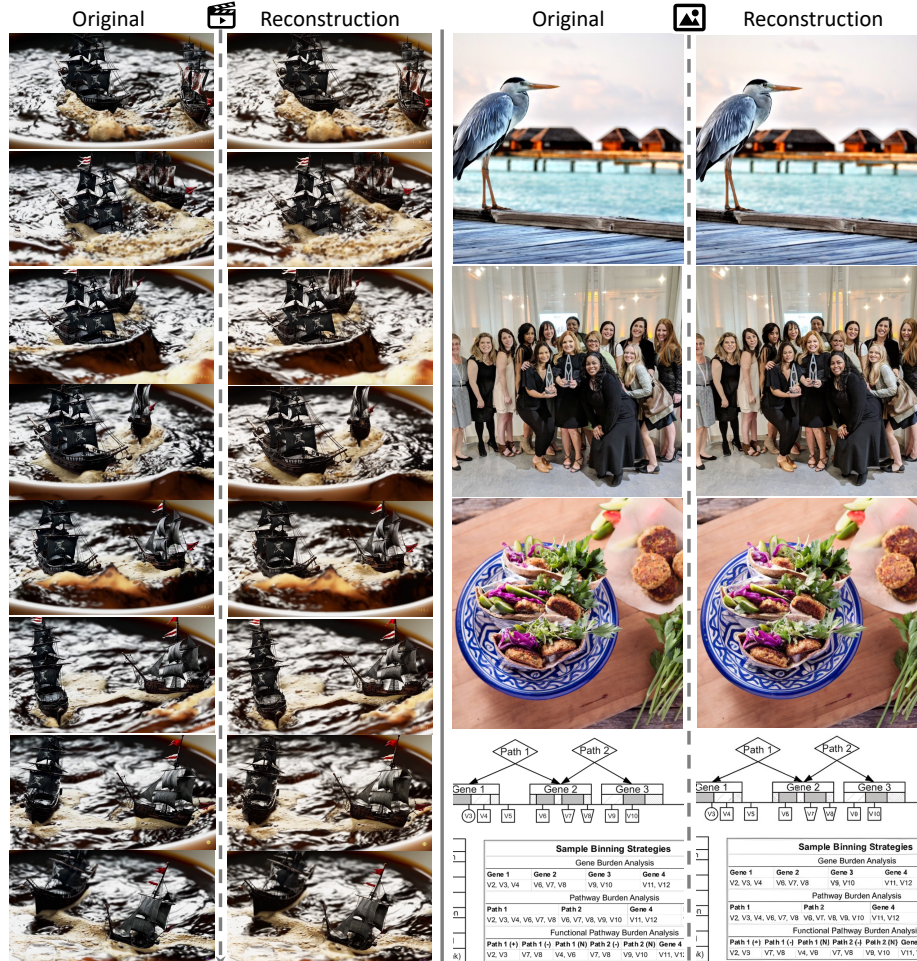 Original
Reconstruction
Original
Reconstruction
Path 1
Path 2
Gene 1
Gene 2
Gene 3
V3 V4 V5 V6 V7 V8 V9 V10
Sample Binning Strategies
Gene Burden Analysis
Gene 1 Gene 2 Gene 3 Gene 4
V2, V3, V4 V6, V7, V8 V9, V10 V11, V12
Pathway Burden Analysis
Path 1 Path 2 Gene 4
V2, V3, V4, V6, V7, V8 V6, V7, V8, V9, V10 V11, V12
Functional Pathway Burden Analysis
Path 1 (+) Path 1 (-) Path 1 (N) Path 2 (-) Path 2 (N) Gene 4
V2, V3 V7, V8 V4, V6 V7, V8 V9, V10 V11, V12
Path 1
Path 2
Gene 1
Gene 2
Gene 3
V3 V4 V5 V6 V7 V8 V9 V10
Sample Binning Strategies
Gene Burden Analysis
Gene 1 Gene 2 Gene 3 Gene 4
V2, V3, V4 V6, V7, V8 V9, V10 V11, V12
Pathway Burden Analysis
Path 1 Path 2 Gene 4
V2, V3, V4, V6, V7, V8 V6, V7, V8, V9, V10 V11, V12
Functional Pathway Burden Analysis
Path 1 (+) Path 1 (-) Path 1 (N) Path 2 (-) Path 2 (N) Gene
V2, V3 V7, V8 V4, V6 V7, V8 V9, V10 V11,